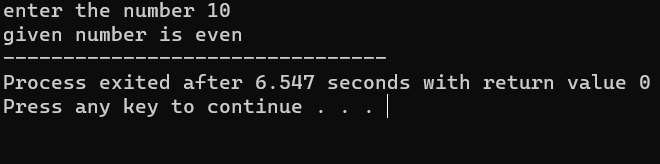 enter the number 10
given number is even
--------------------------------
Process exited after 6.547 seconds with return value 0
Press any key to continue . . .